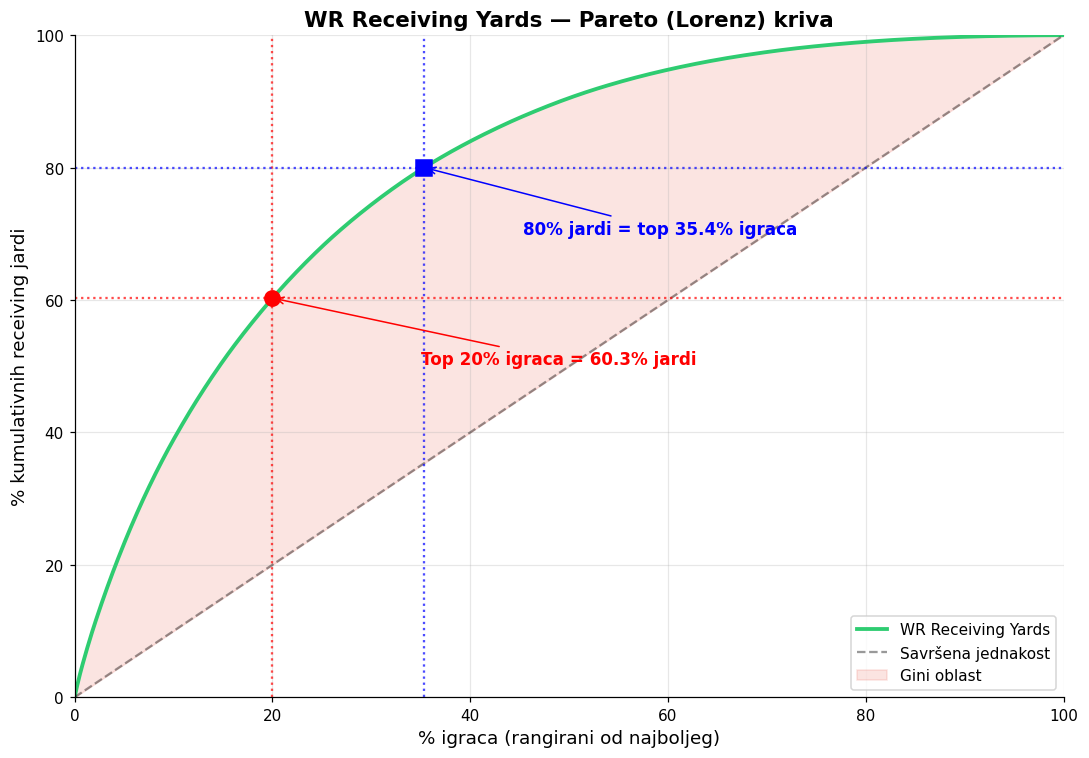 WR Receiving Yards — Pareto (Lorenz) kriva
% kumulativnih receiving jardi
100
80
60
40
20
0
80% jardi = top 35.4% igraca
Top 20% igraca = 60.3% jardi
WR Receiving Yards
Savršena jednakost
Gini oblast
0 20 40 60 80 100
% igraca (rangirani od najboljeg)